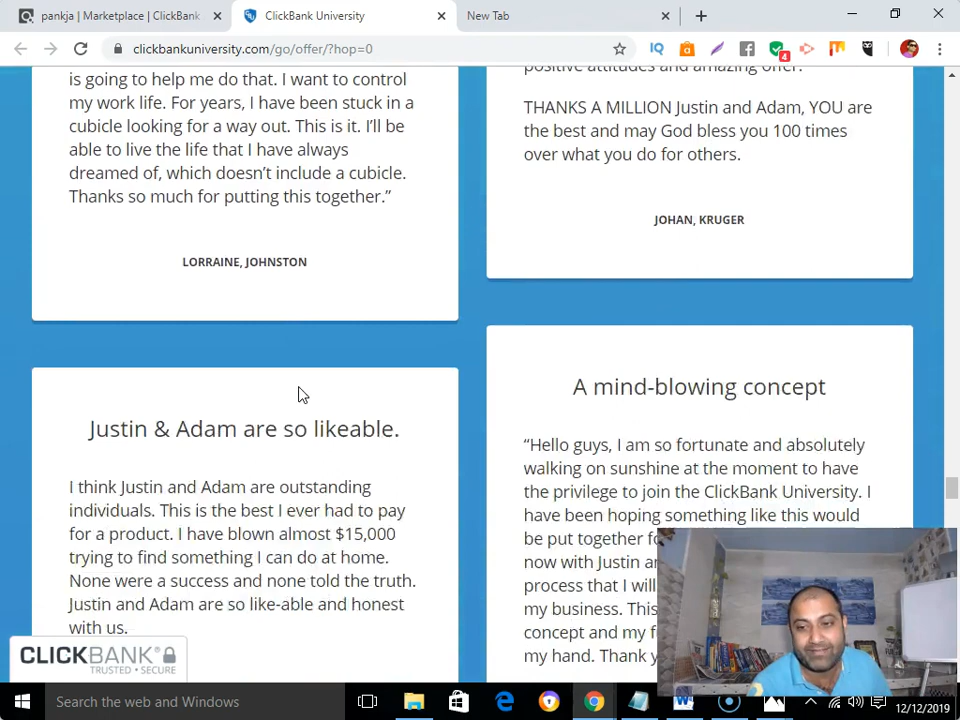 pankja | Marketplace | ClickBank
ClickBank University
New Tab
clickbankuniversity.com/go/offer/?hop=0
4
is going to help me do that. I want to control
my work life. For years, I have been stuck in a
cubicle looking for a way out. This is it. I'll be
able to live the life that I have always
dreamed of, which doesn't include a cubicle.
Thanks so much for putting this together."
LORRAINE, JOHNSTON
Justin & Adam are so likeable.
I think Justin and Adam are outstanding
individuals. This is the best I ever had to pay
for a product. I have blown almost $15,000
trying to find something I can do at home.
None were a success and none told the truth.
Justin and Adam are so like-able and honest
with us.
positive attitudes and amazing offer.
THANKS A MILLION Justin and Adam, YOU are
the best and may God bless you 100 times
over what you do for others.
JOHAN, KRUGER
A mind-blowing concept
"Hello guys, I am so fortunate and absolutely
walking on sunshine at the moment to have
the privilege to join the ClickBank University. I
have been hoping something like this would
be put together fo
now with Justin an
process that I will
my business. This
concept and my f
my hand. Thank y
CLICKBANK
TRUSTED • SECURE
Search the web and Windows
12/12/2019